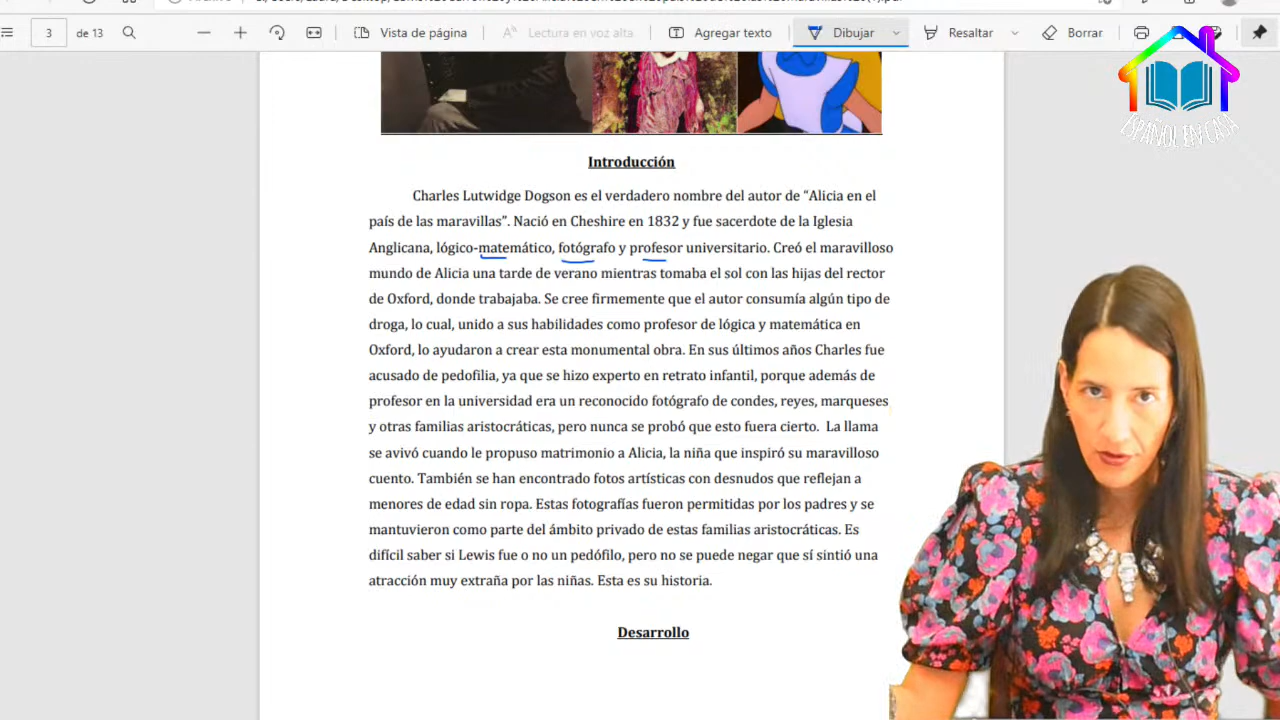 3 de 13 Vista de página Lectura en voz alta Agregar texto Dibujar Resaltar Borrar
ESPAÑOL EN CASA
Introducción
Charles Lutwidge Dogson es el verdadero nombre del autor de “Alicia en el
país de las maravillas”. Nació en Cheshire en 1832 y fue sacerdote de la Iglesia
Anglicana, lógico-matemático, fotógrafo y profesor universitario. Creó el maravilloso
mundo de Alicia una tarde de verano mientras tomaba el sol con las hijas del rector
de Oxford, donde trabajaba. Se cree firmemente que el autor consumía algún tipo de
droga, lo cual, unido a sus habilidades como profesor de lógica y matemática en
Oxford, lo ayudaron a crear esta monumental obra. En sus últimos años Charles fue
acusado de pedofilia, ya que se hizo experto en retrato infantil, porque además de
profesor en la universidad era un reconocido fotógrafo de condes, reyes, marqueses
y otras familias aristocráticas, pero nunca se probó que esto fuera cierto. La llama
se avivó cuando le propuso matrimonio a Alicia, la niña que inspiró su maravilloso
cuento. También se han encontrado fotos artísticas con desnudos que reflejan a
menores de edad sin ropa. Estas fotografías fueron permitidas por los padres y se
mantuvieron como parte del ámbito privado de estas familias aristocráticas. Es
difícil saber si Lewis fue o no un pedófilo, pero no se puede negar que sí sintió una
atracción muy extraña por las niñas. Esta es su historia.
Desarrollo